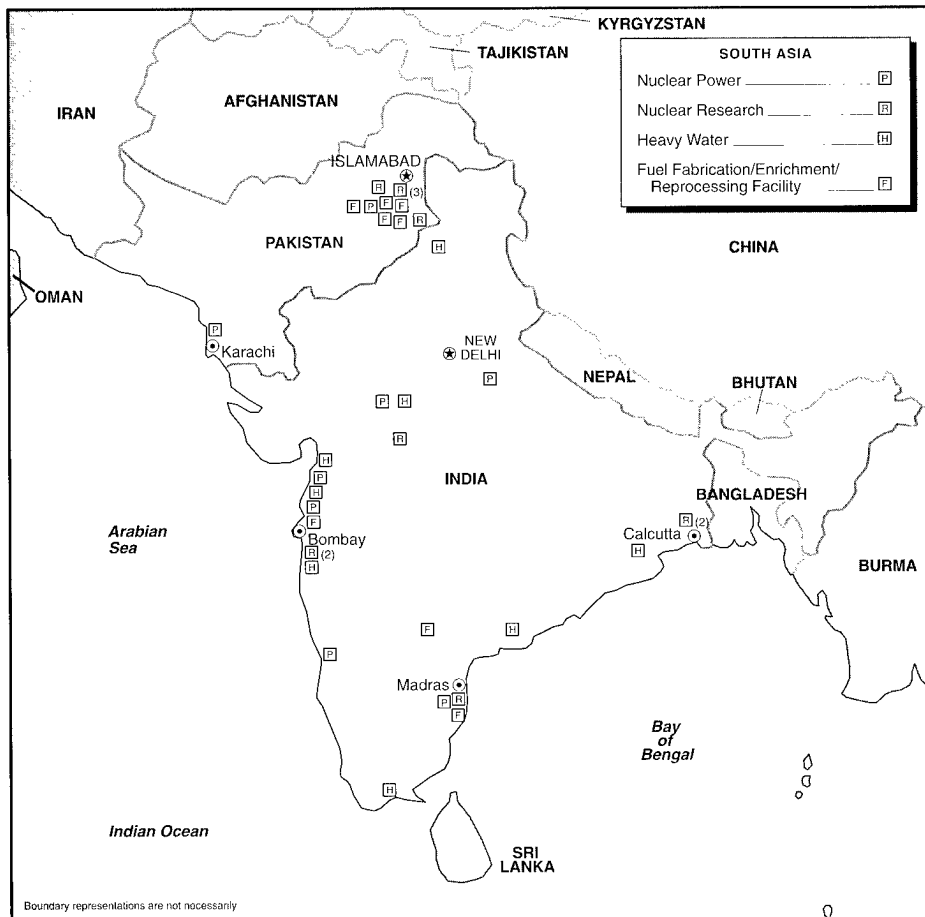 KYRGYZSTAN
TAJIKISTAN
AFGHANISTAN
IRAN
SOUTH ASIA
Nuclear Power P
Nuclear Research R
Heavy Water H
Fuel Fabrication/Enrichment/
Reprocessing Facility F
ISLAMABAD
R R (3)
F P F F
F F R
PAKISTAN
H
CHINA
OMAN
P
Karachi
NEW
DELHI
P
NEPAL
BHUTAN
P H
R
H
INDIA
P
H
BANGLADESH
P
F
Arabian
Sea
Bombay
R (2)
H
R (2)
Calcutta
H
BURMA
F
H
P
Madras
P R
F
Bay
of
Bengal
H
Indian Ocean
SRI
LANKA
Boundary representations are not necessarily